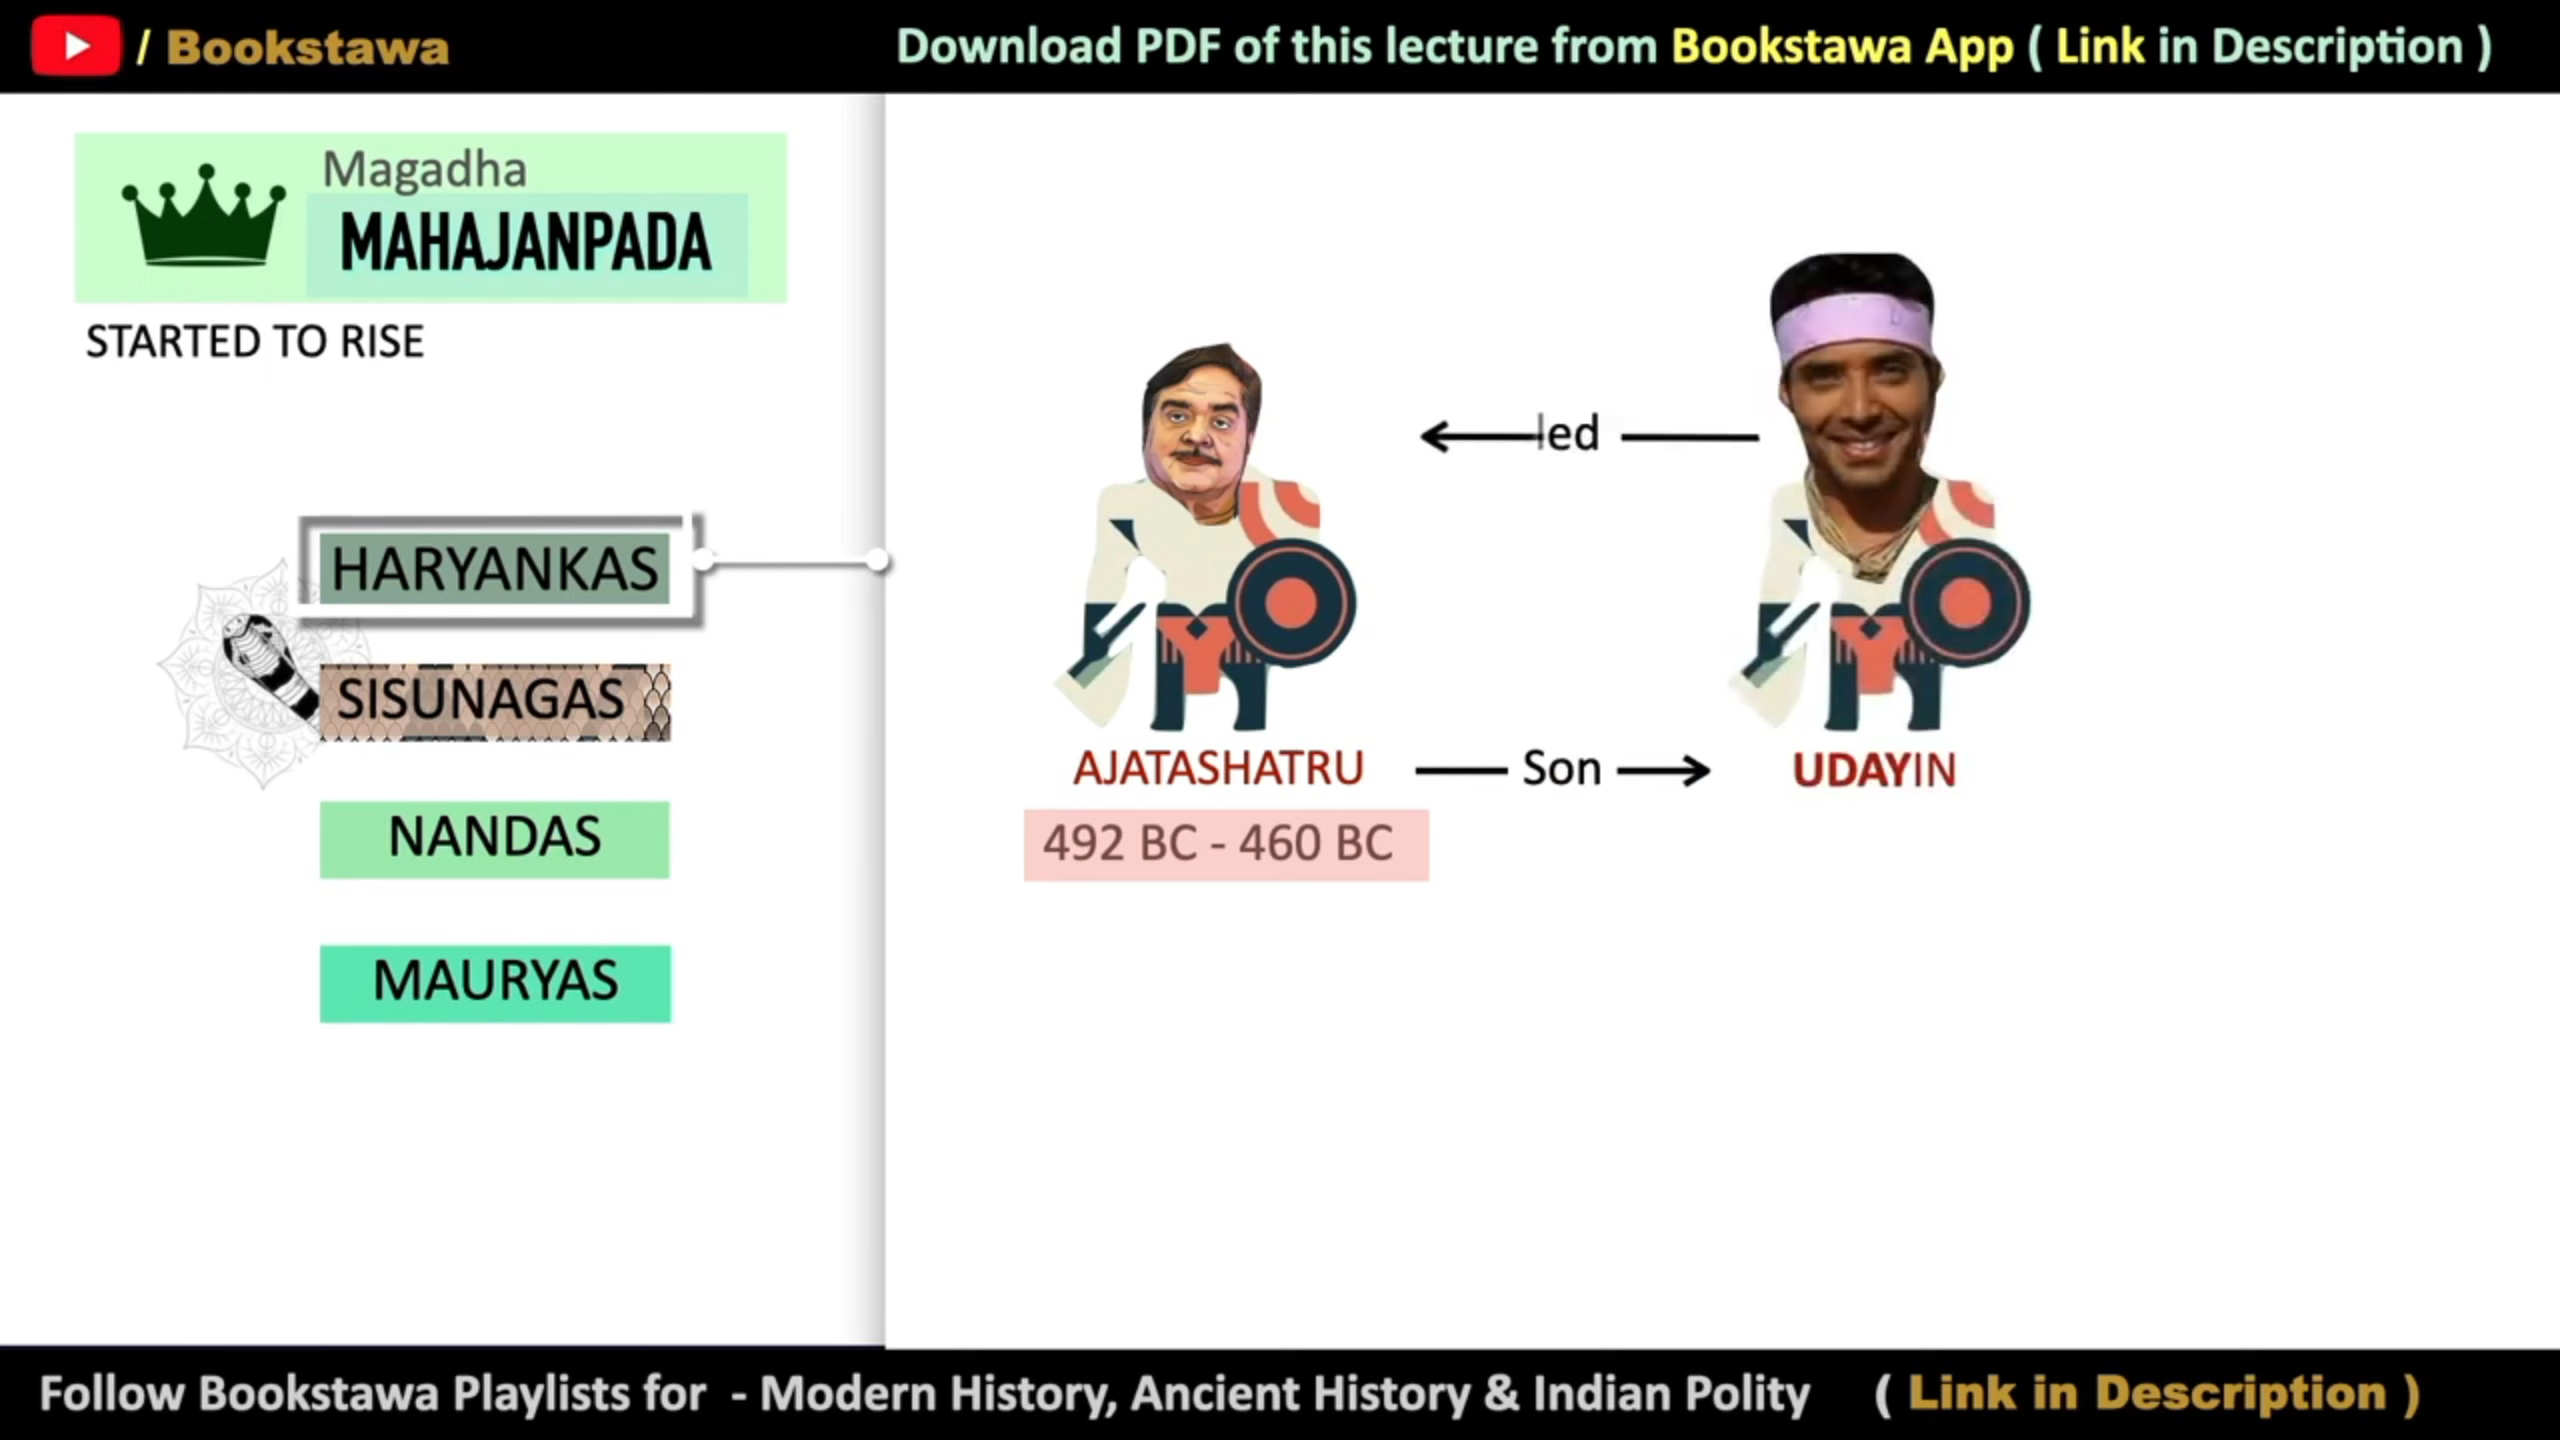 / Bookstawa
Download PDF of this lecture from Bookstawa App ( Link in Description )
Magadha
MAHAJANPADA
STARTED TO RISE
HARYANKAS
SISUNAGAS
NANDAS
MAURYAS
led
AJATASHATRU
Son
UDAYIN
492 BC - 460 BC
Follow Bookstawa Playlists for - Modern History, Ancient History & Indian Polity ( Link in Description )